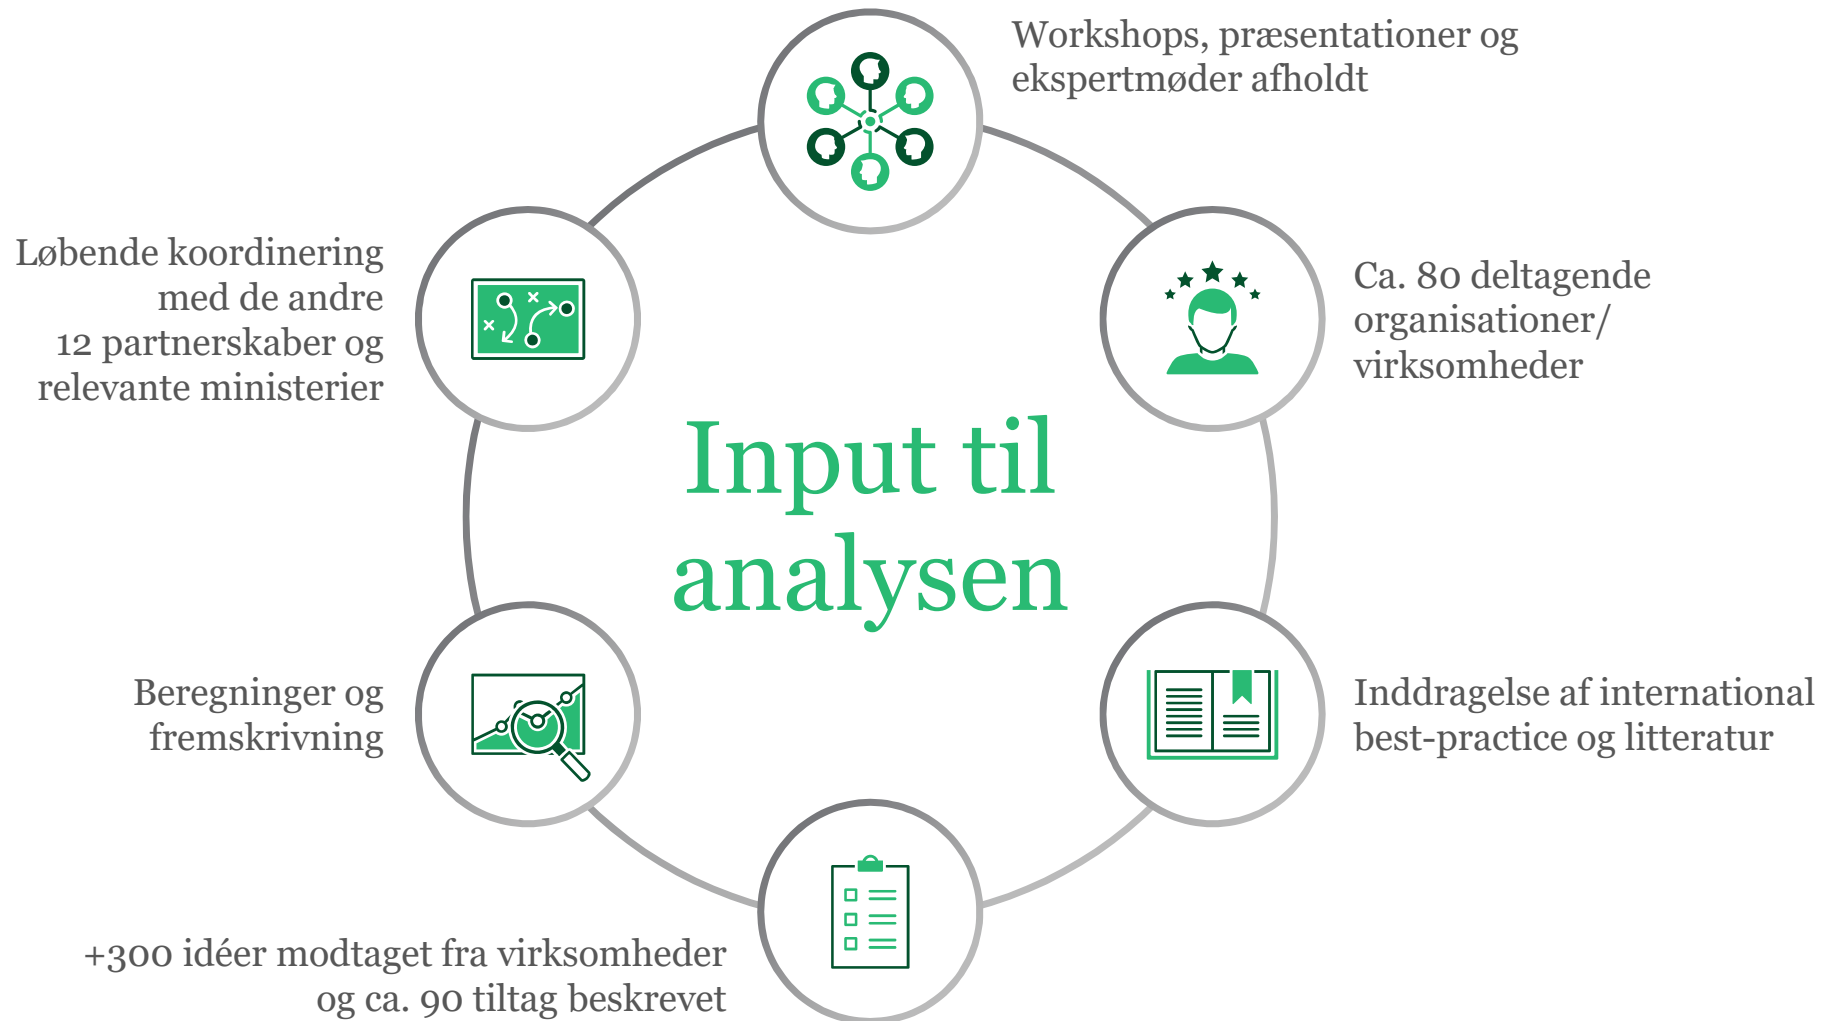 Workshops, præsentationer og
ekspertmøder afholdt
Ca. 80 deltagende
organisationer/
virksomheder
Inddragelse af international
best-practice og litteratur
+300 idéer modtaget fra virksomheder
og ca. 90 tiltag beskrevet
Beregninger og
fremskrivning
Løbende koordinering
med de andre
12 partnerskaber og
relevante ministerier
Input til
analysen